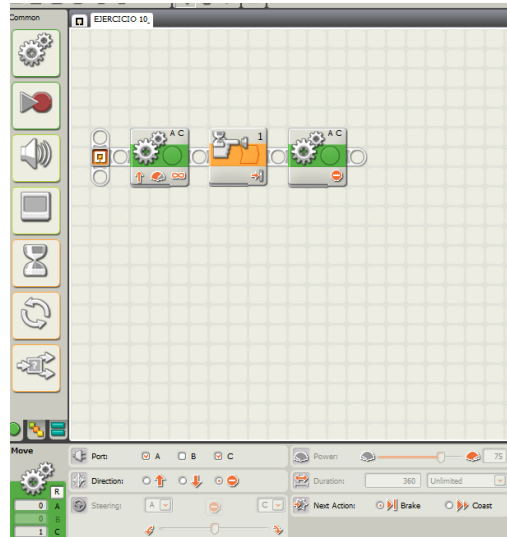 Common
EJERCICIO 10_
A C
1
A C
?
Move
R
0 A
0 B
1 C
Port: A B C
Direction:
Steering: A C
Power: 75
Duration: 360 Unlimited
Next Action: Brake Coast